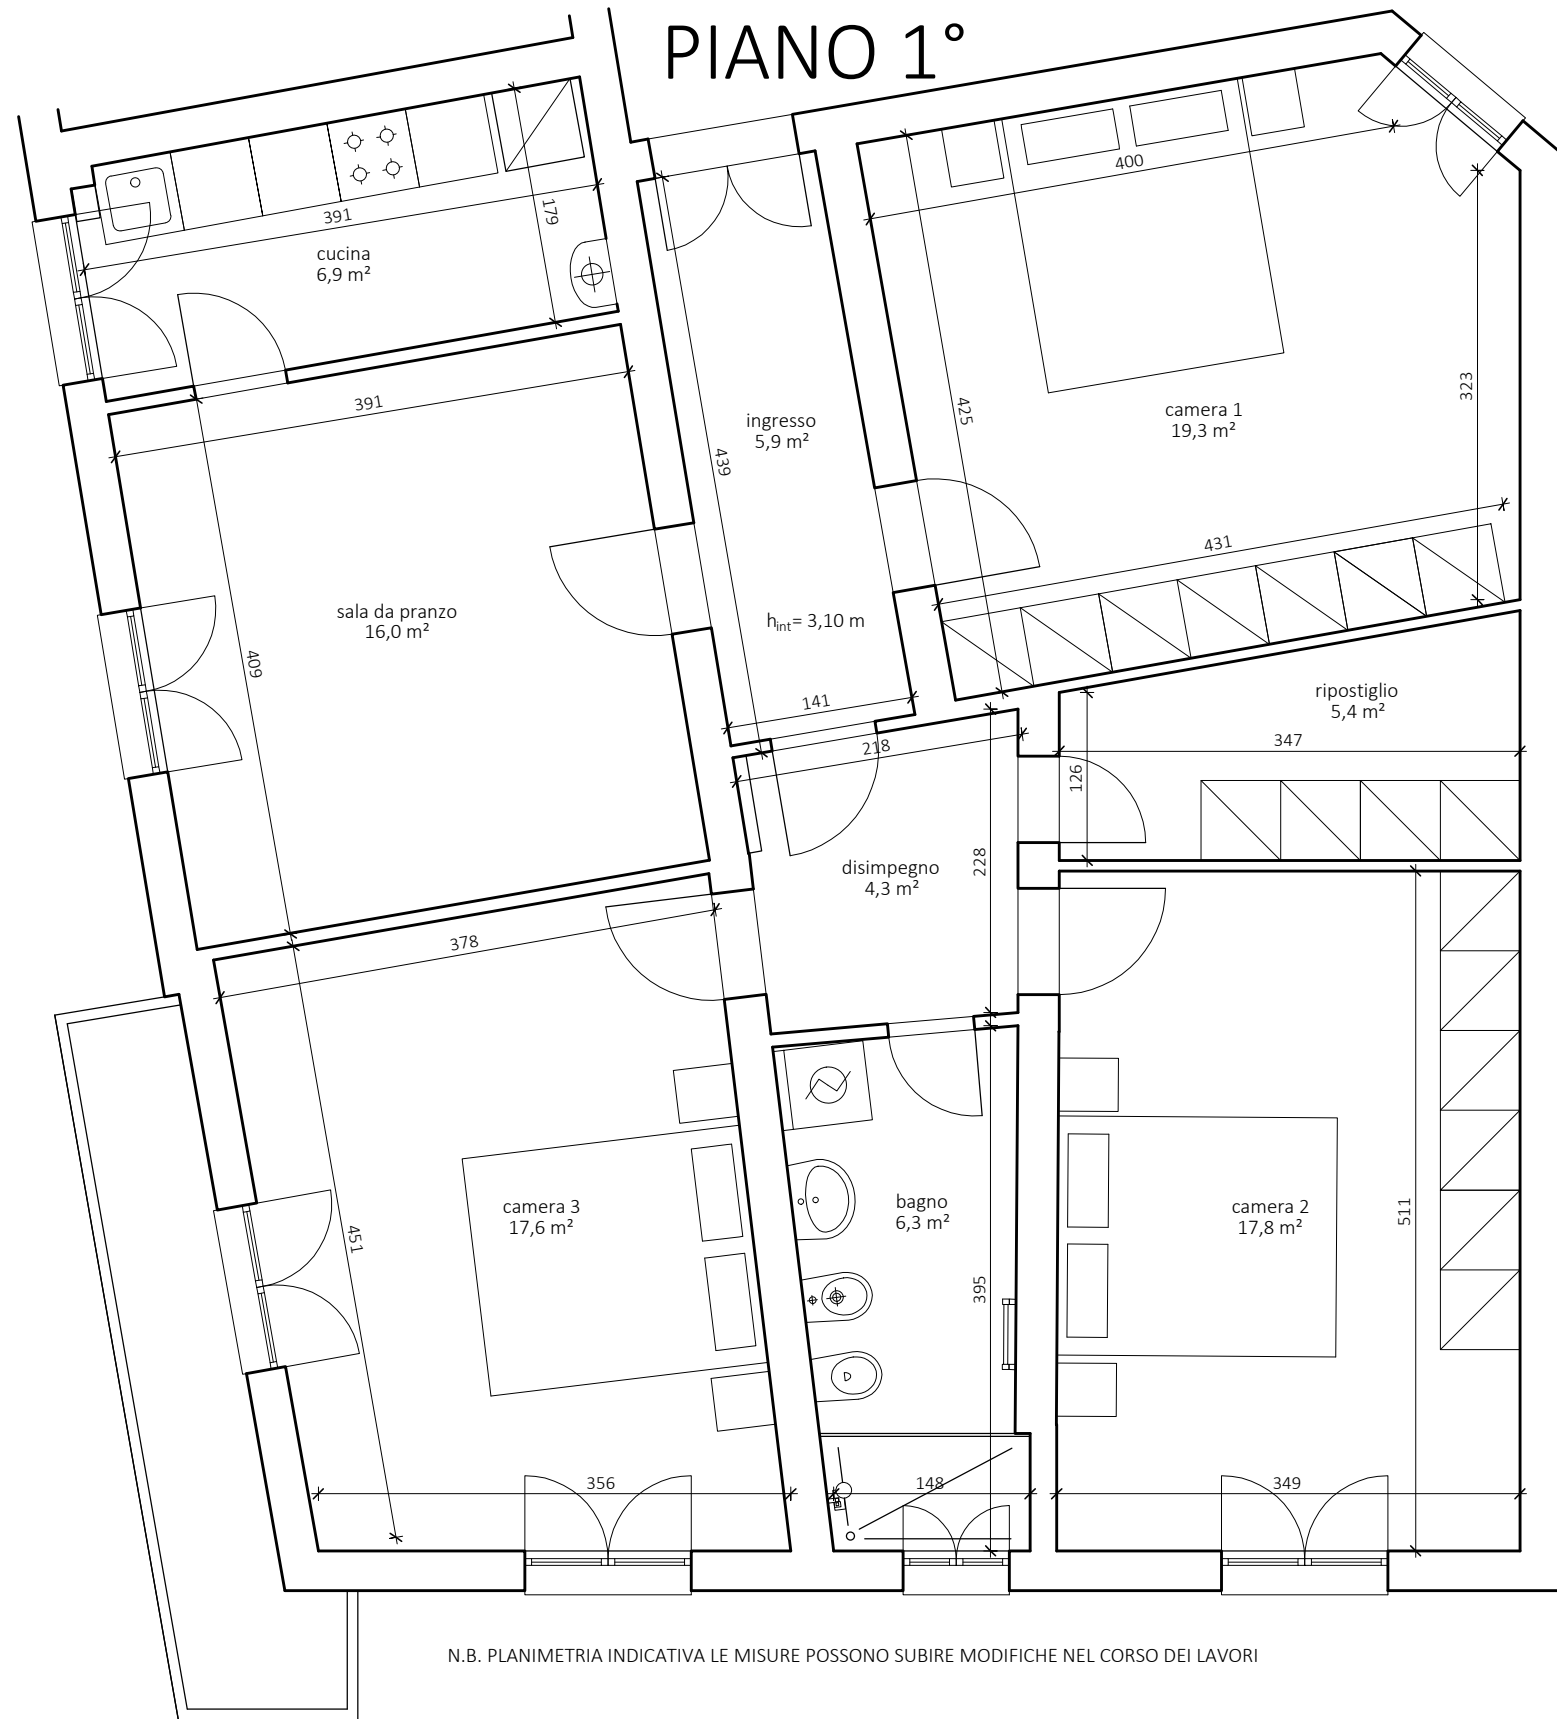 PIANO 1°
391
179
cucina
6,9 m²
400
425
323
camera 1
19,3 m²
431
391
ingresso
5,9 m²
439
hint= 3,10 m
sala da pranzo
16,0 m²
409
141
218
ripostiglio
5,4 m²
347
126
228
disimpegno
4,3 m²
378
camera 3
17,6 m²
451
bagno
6,3 m²
395
camera 2
17,8 m²
511
356
148
349
N.B. PLANIMETRIA INDICATIVA LE MISURE POSSONO SUBIRE MODIFICHE NEL CORSO DEI LAVORI